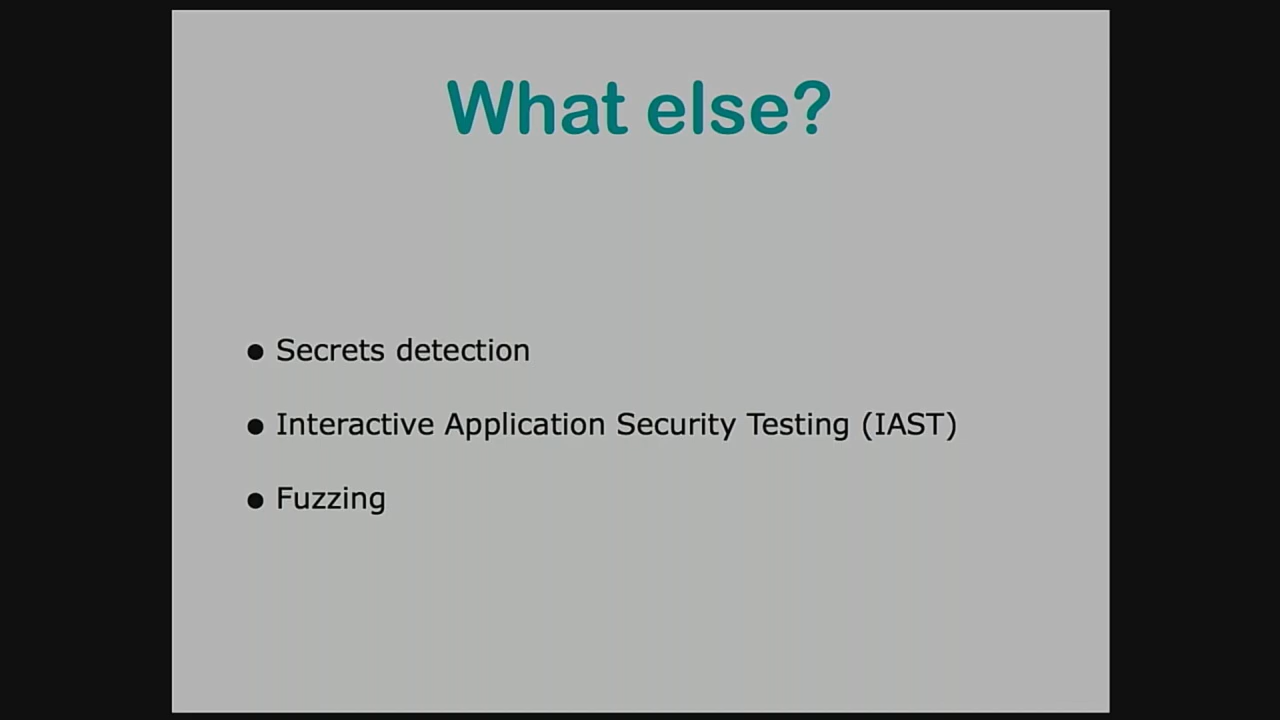 What else?
• Secrets detection
• Interactive Application Security Testing (IAST)
• Fuzzing